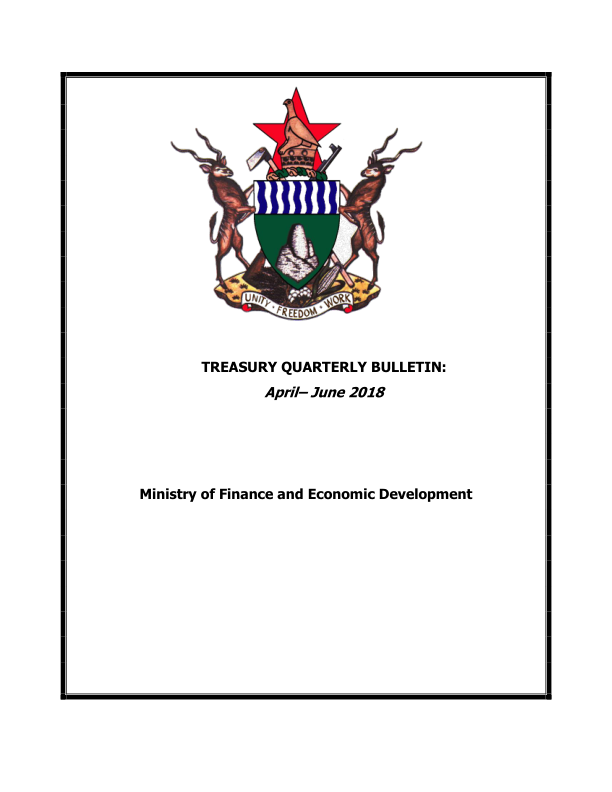 UNITY • FREEDOM • WORK
TREASURY QUARTERLY BULLETIN:
April– June 2018
Ministry of Finance and Economic Development